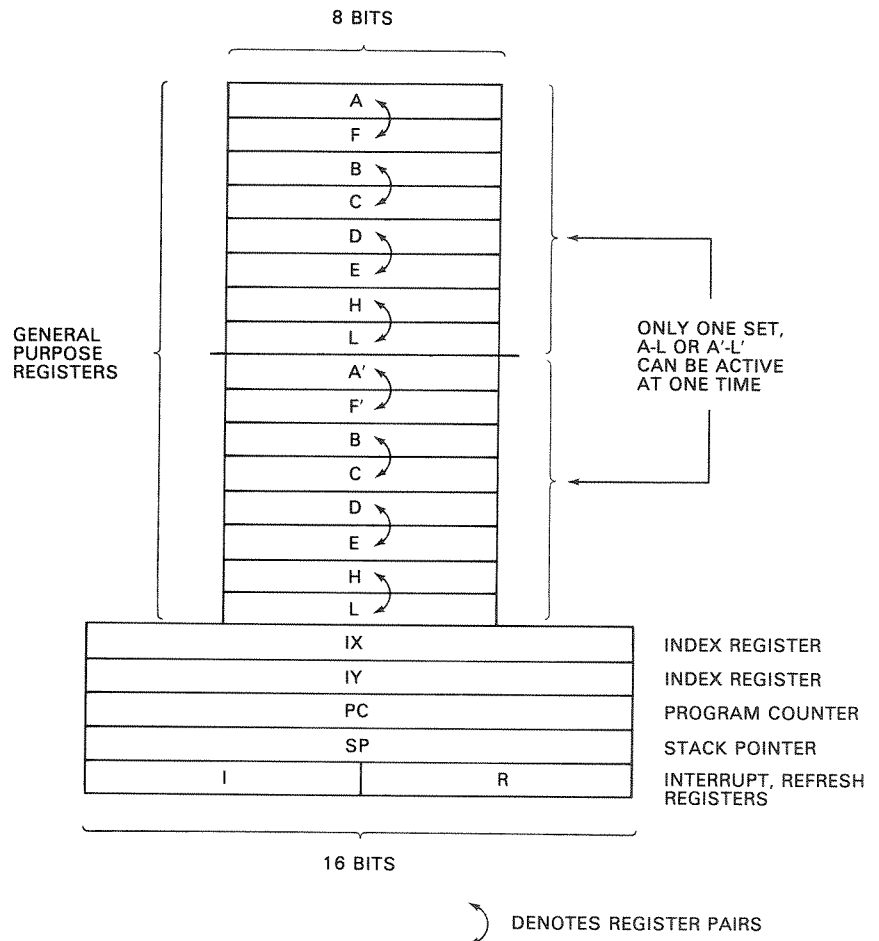 8 BITS
A
F
B
C
D
E
H
L
GENERAL
PURPOSE
REGISTERS
ONLY ONE SET,
A-L OR A'-L'
CAN BE ACTIVE
AT ONE TIME
A'
F'
B
C
D
E
H
L
IX INDEX REGISTER
IY INDEX REGISTER
PC PROGRAM COUNTER
SP STACK POINTER
I R INTERRUPT, REFRESH
REGISTERS
16 BITS
DENOTES REGISTER PAIRS